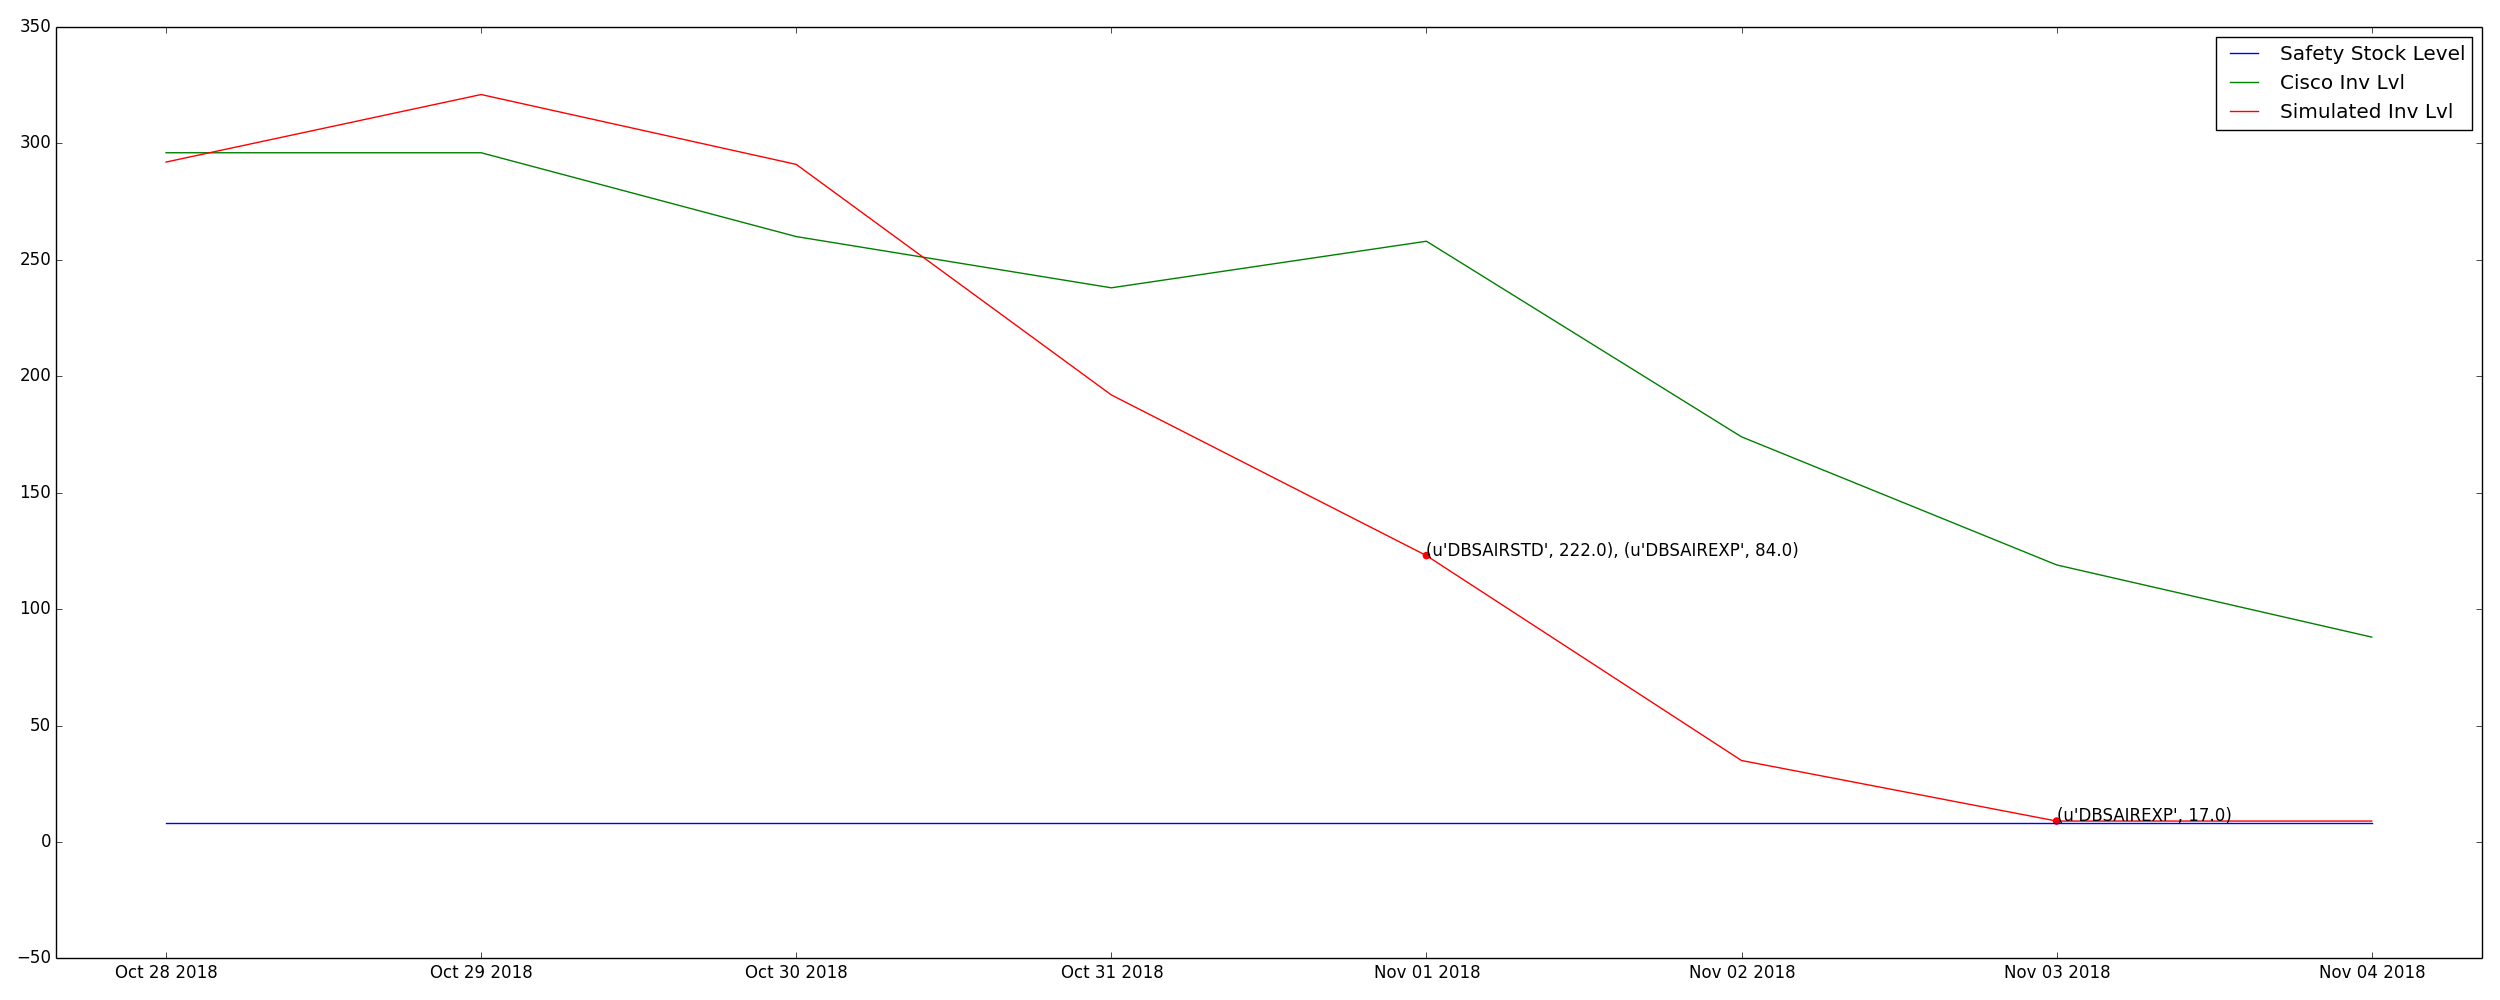 350
300
250
200
150
100
50
0
−50
Safety Stock Level
Cisco Inv Lvl
Simulated Inv Lvl
(u'DBSAIRSTD', 222.0), (u'DBSAIREXP', 84.0)
(u'DBSAIREXP', 17.0)
Oct 28 2018 Oct 29 2018 Oct 30 2018 Oct 31 2018 Nov 01 2018 Nov 02 2018 Nov 03 2018 Nov 04 2018